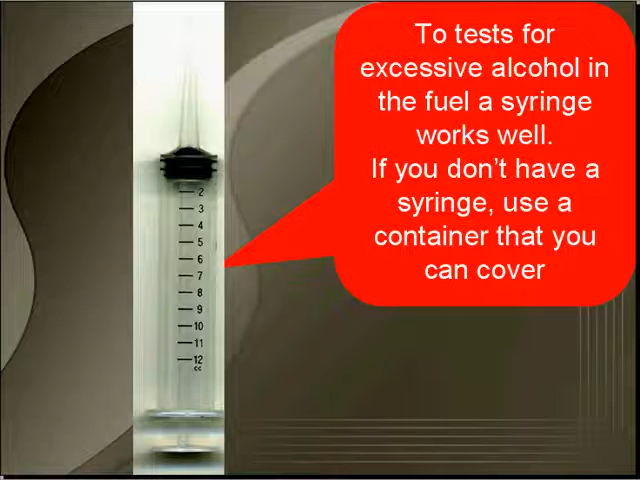 To tests for
excessive alcohol in
the fuel a syringe
works well.
If you don't have a
syringe, use a
container that you
can cover
2
3
4
5
6
7
8
9
10
11
12
cc